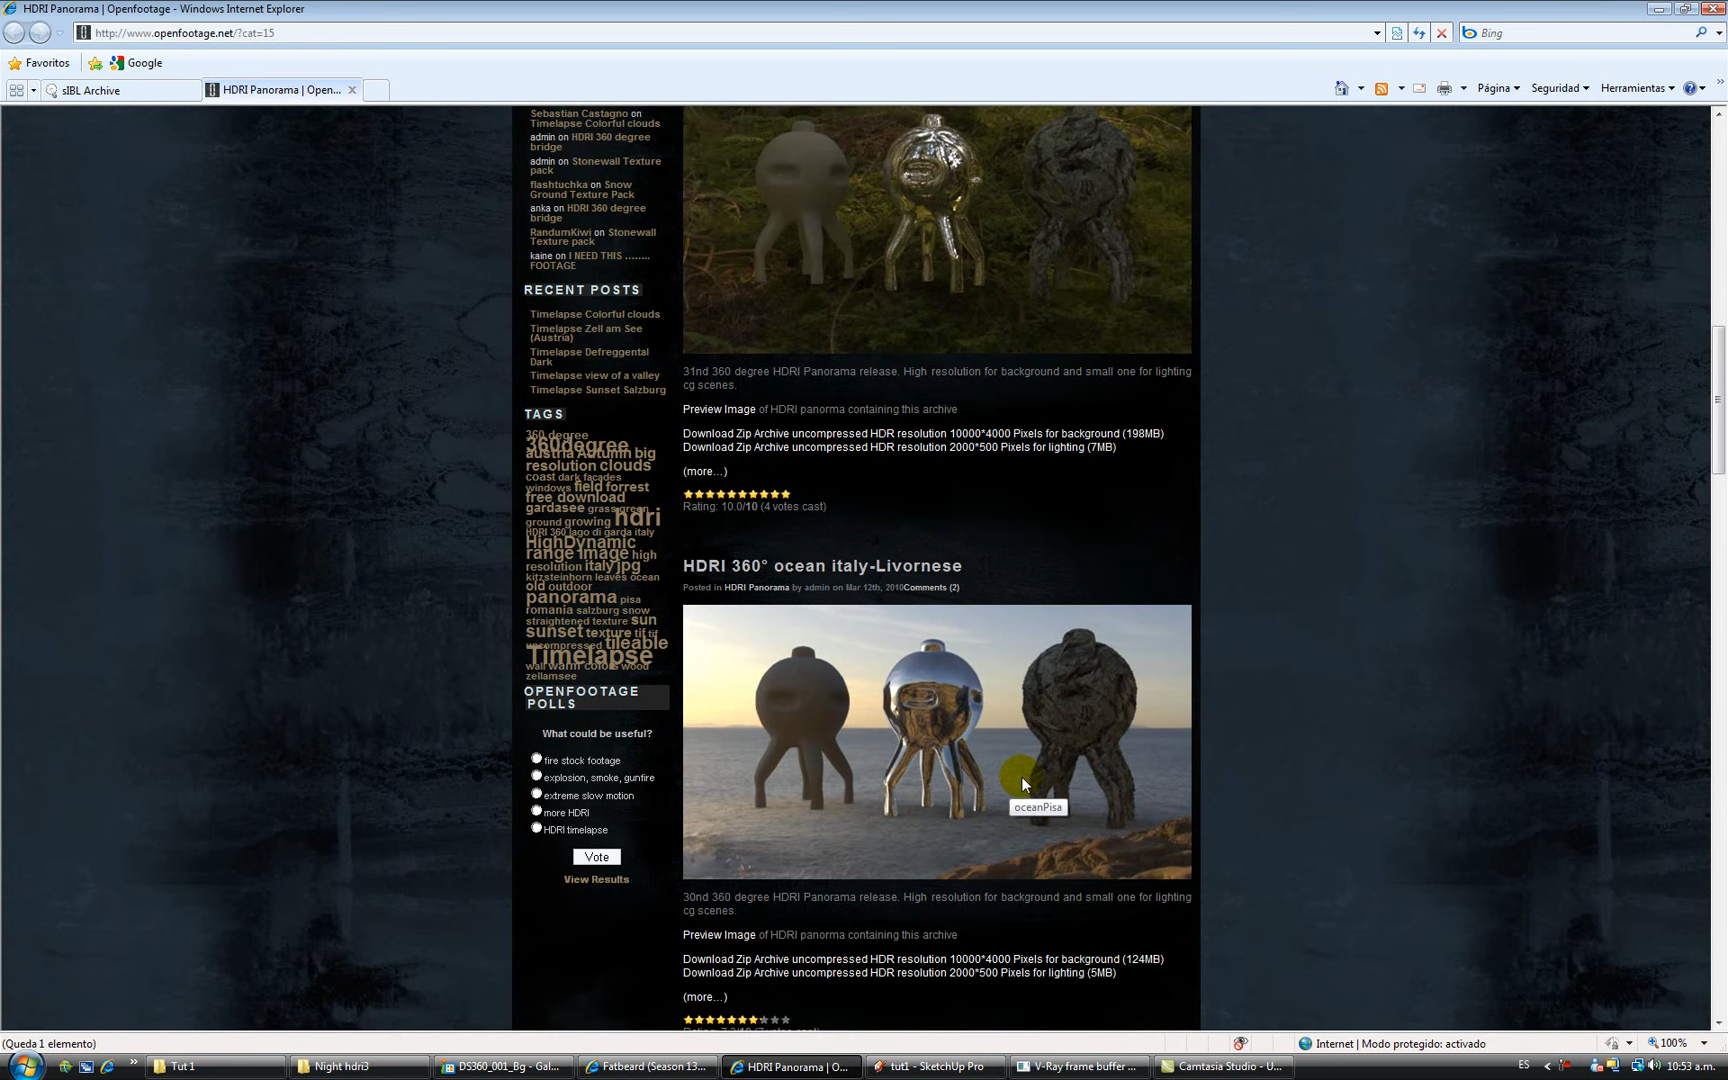 HDRI Panorama | Openfootage - Windows Internet Explorer
http://www.openfootage.net/?cat=15
Bing
Favoritos
Google
sIBL Archive
HDRI Panorama | Open...
Página
Seguridad
Herramientas
Sebastian Castagno on
Timelapse Colorful clouds
admin on HDRI 360 degree
bridge
admin on Stonewall Texture
pack
flashtuchka on Snow
Ground Texture Pack
anka on HDRI 360 degree
bridge
RandumKiwi on Stonewall
Texture pack
kaine on I NEED THIS ........
FOOTAGE
RECENT POSTS
Timelapse Colorful clouds
Timelapse Zell am See
(Austria)
Timelapse Defreggental
Dark
Timelapse view of a valley
Timelapse Sunset Salzburg
TAGS
360 degree
360degree
austria Autumn big
resolution clouds
coast dark facades
windows field forrest
free download
gardasee grass green
ground growing hdri
HDRI 360 lago di garda italy
HighDynamic
range Image high
resolution italy jpg
kitzsteinhorn leaves ocean
old outdoor
panorama pisa
romania salzburg snow
straightened texture sun
sunset texture tif tif
uncompressed tileable
Timelapse
wall warm colors wood
zellamsee
OPENFOOTAGE
POLLS
What could be useful?
fire stock footage
explosion, smoke, gunfire
extreme slow motion
more HDRI
HDRI timelapse
Vote
View Results
31nd 360 degree HDRI Panorama release. High resolution for background and small one for lighting
cg scenes.
Preview Image of HDRI panorma containing this archive
Download Zip Archive uncompressed HDR resolution 10000*4000 Pixels for background (198MB)
Download Zip Archive uncompressed HDR resolution 2000*500 Pixels for lighting (7MB)
(more...)
Rating: 10.0/10 (4 votes cast)
HDRI 360° ocean italy-Livornese
Posted in HDRI Panorama by admin on Mar 12th, 2010Comments (2)
oceanPisa
30nd 360 degree HDRI Panorama release. High resolution for background and small one for lighting
cg scenes.
Preview Image of HDRI panorma containing this archive
Download Zip Archive uncompressed HDR resolution 10000*4000 Pixels for background (124MB)
Download Zip Archive uncompressed HDR resolution 2000*500 Pixels for lighting (5MB)
(more...)
(Queda 1 elemento)
Internet | Modo protegido: activado
100%
Tut 1
Night hdri3
DS360_001_Bg - Gal...
Fatbeard (Season 13...
HDRI Panorama | O...
tut1 - SketchUp Pro
V-Ray frame buffer ...
Camtasia Studio - U...
ES
10:53 a.m.